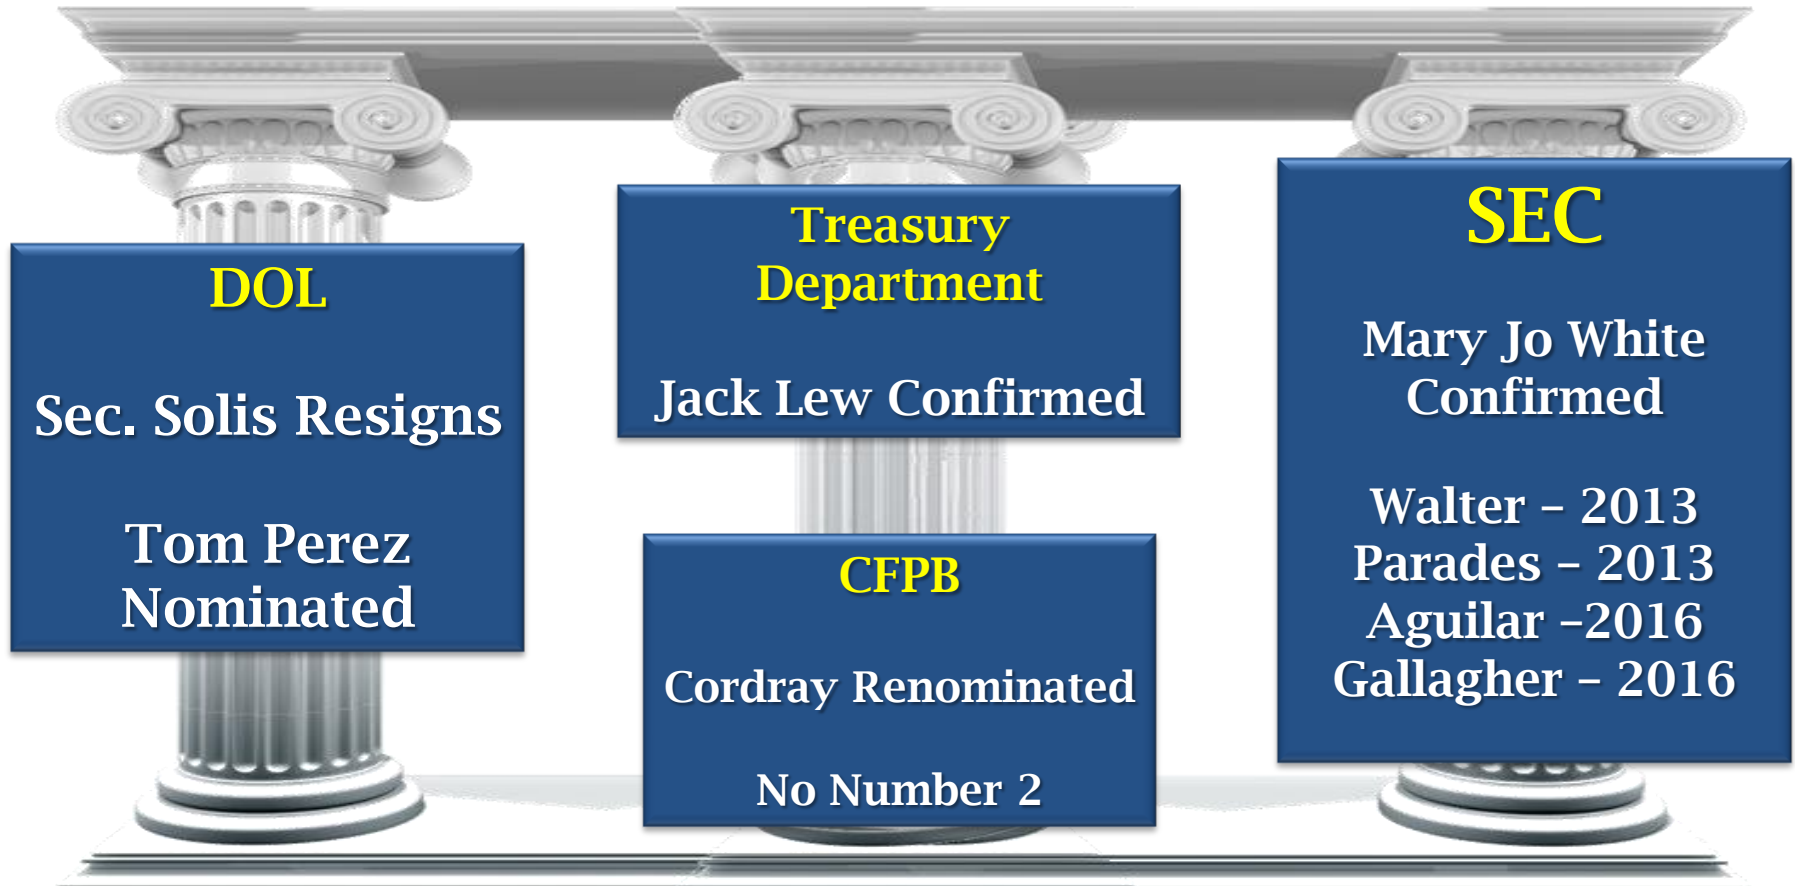 DOL
Sec. Solis Resigns
Tom Perez
Nominated
Treasury
Department
Jack Lew Confirmed
CFPB
Cordray Renominated
No Number 2
SEC
Mary Jo White
Confirmed
Walter – 2013
Parades – 2013
Aguilar –2016
Gallagher – 2016